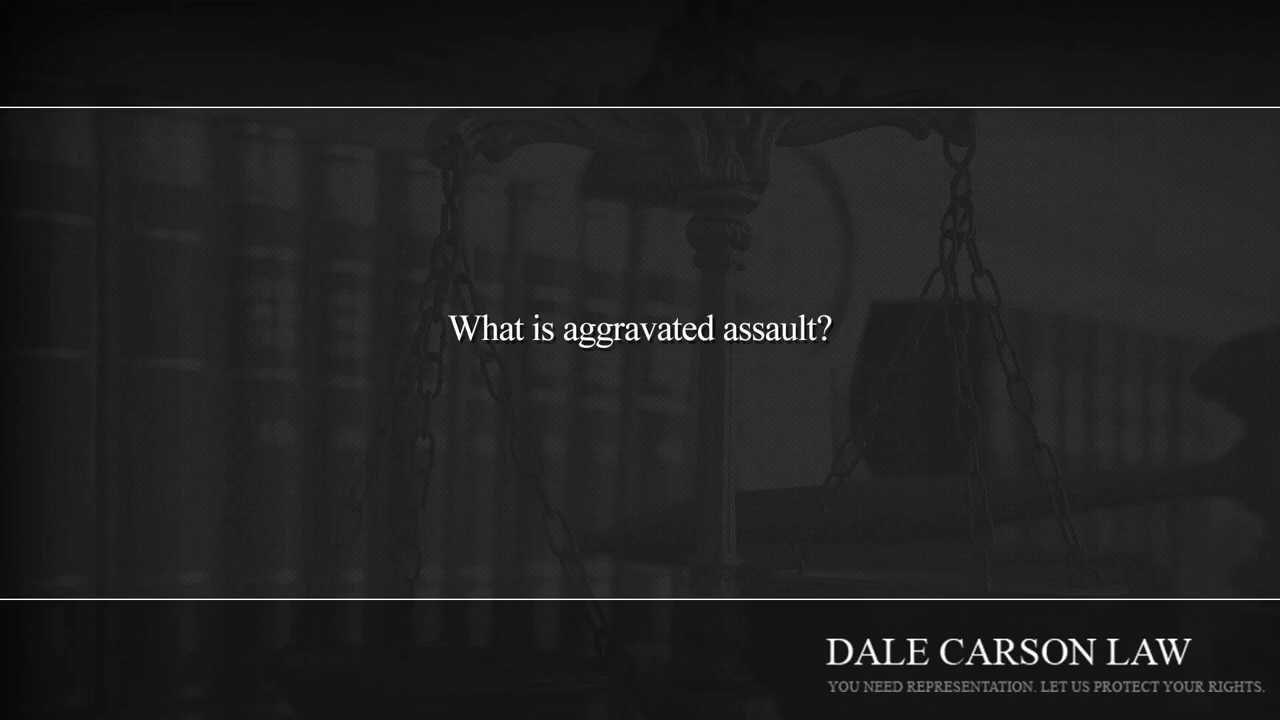 What is aggravated assault?
DALE CARSON LAW
YOU NEED REPRESENTATION. LET US PROTECT YOUR RIGHTS.